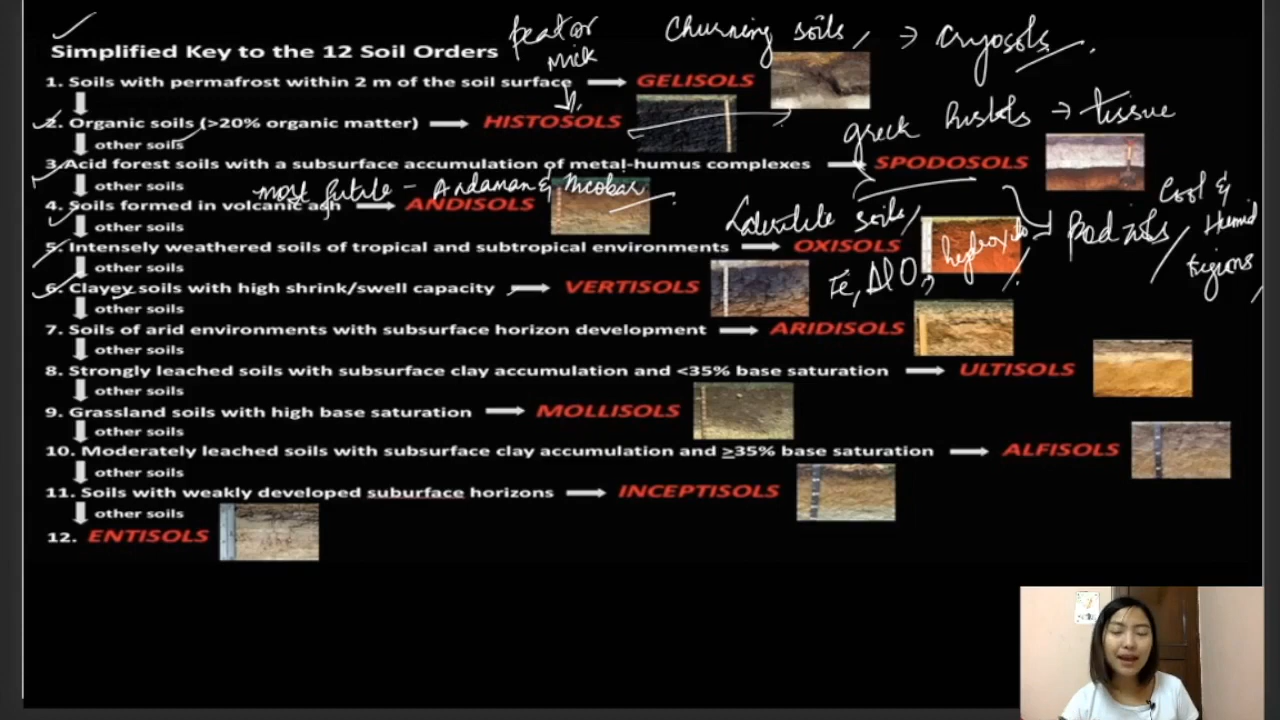 peat or muck
Churning soils, → cryosols
Simplified Key to the 12 Soil Orders
1. Soils with permafrost within 2 m of the soil surface → GELISOLS
2. Organic soils (>20% organic matter) → HISTOSOLS
other soils
greek histos → tissue
3. Acid forest soils with a subsurface accumulation of metal-humus complexes → SPODOSOLS
other soils
most fertile - Andaman & Nicobar
4. Soils formed in volcanic ash → ANDISOLS
other soils
Laterite soils,
Podzols
Cool & Humid regions,
5. Intensely weathered soils of tropical and subtropical environments → OXISOLS
other soils
Fe, Al O, hydroxide
6. Clayey soils with high shrink/swell capacity → VERTISOLS
other soils
7. Soils of arid environments with subsurface horizon development → ARIDISOLS
other soils
8. Strongly leached soils with subsurface clay accumulation and <35% base saturation → ULTISOLS
other soils
9. Grassland soils with high base saturation → MOLLISOLS
other soils
10. Moderately leached soils with subsurface clay accumulation and ≥35% base saturation → ALFISOLS
other soils
11. Soils with weakly developed suburface horizons → INCEPTISOLS
other soils
12. ENTISOLS